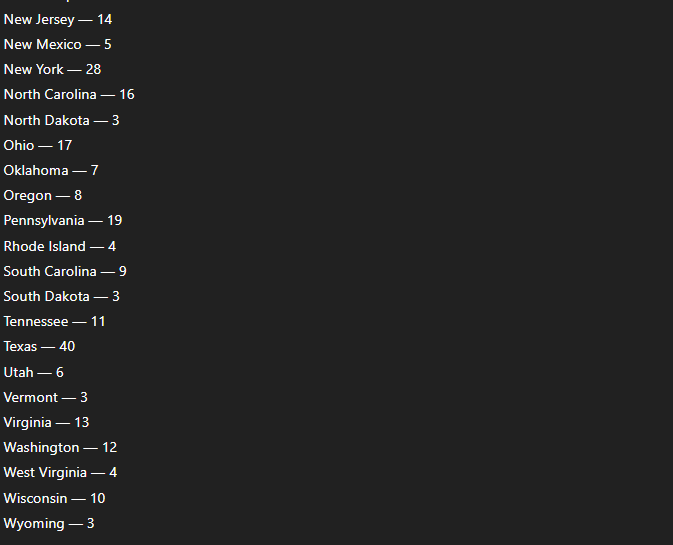 New Jersey — 14
New Mexico — 5
New York — 28
North Carolina — 16
North Dakota — 3
Ohio — 17
Oklahoma — 7
Oregon — 8
Pennsylvania — 19
Rhode Island — 4
South Carolina — 9
South Dakota — 3
Tennessee — 11
Texas — 40
Utah — 6
Vermont — 3
Virginia — 13
Washington — 12
West Virginia — 4
Wisconsin — 10
Wyoming — 3